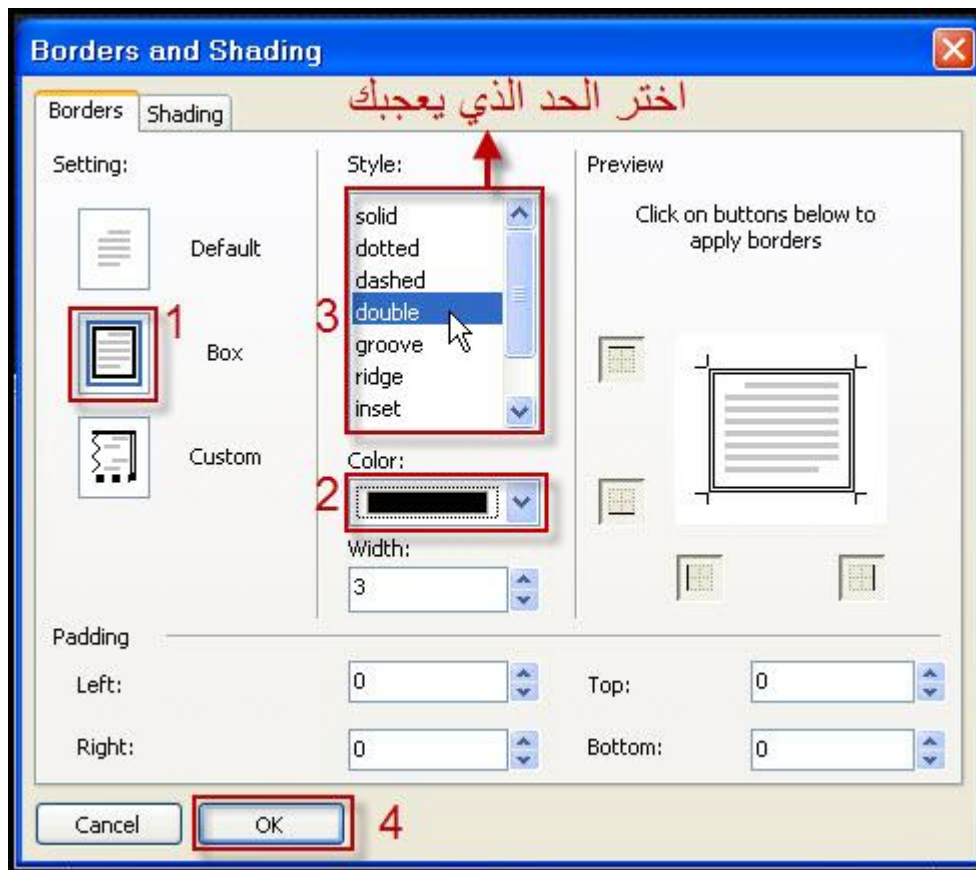 Borders and Shading
Borders
Shading
اختر الحد الذي يعجبك
Setting:
Default
1
Box
Custom
Style:
solid
dotted
dashed
3
double
groove
ridge
inset
Color:
2
Width:
3
Preview
Click on buttons below to
apply borders
Padding
Left:
0
Top:
0
Right:
0
Bottom:
0
Cancel
OK
4